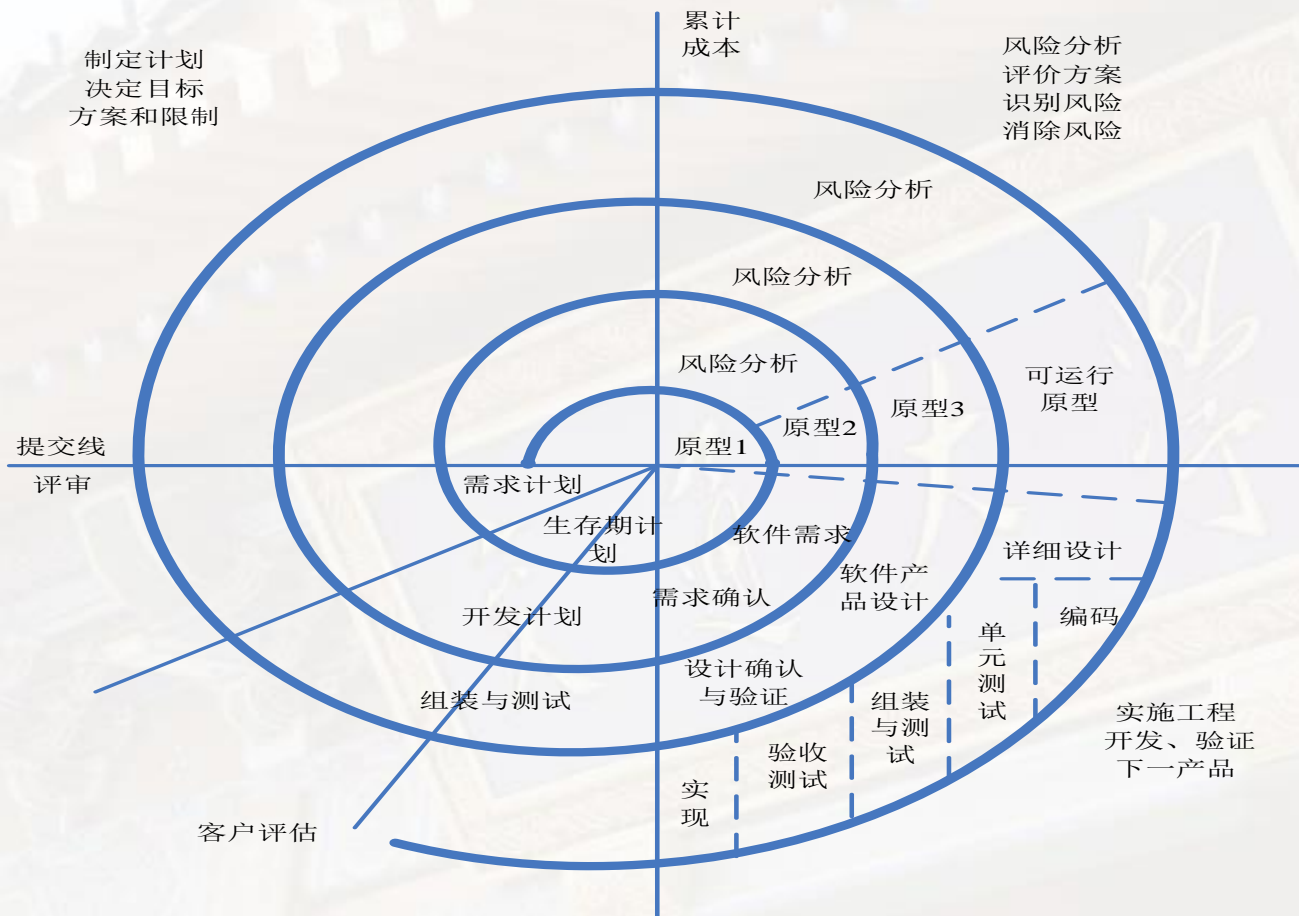 累计
成本
制定计划
决定目标
方案和限制
风险分析
评价方案
识别风险
消除风险
风险分析
风险分析
风险分析
可运行
原型
原型3
原型2
原型1
提交线
评审
需求计划
生存期计
划
软件需求
详细设计
软件产
品设计
需求确认
开发计划
编码
单
元
测
试
设计确认
与验证
组装与测试
组装
与测
试
实施工程
开发、验证
下一产品
验收
测试
实
现
客户评估